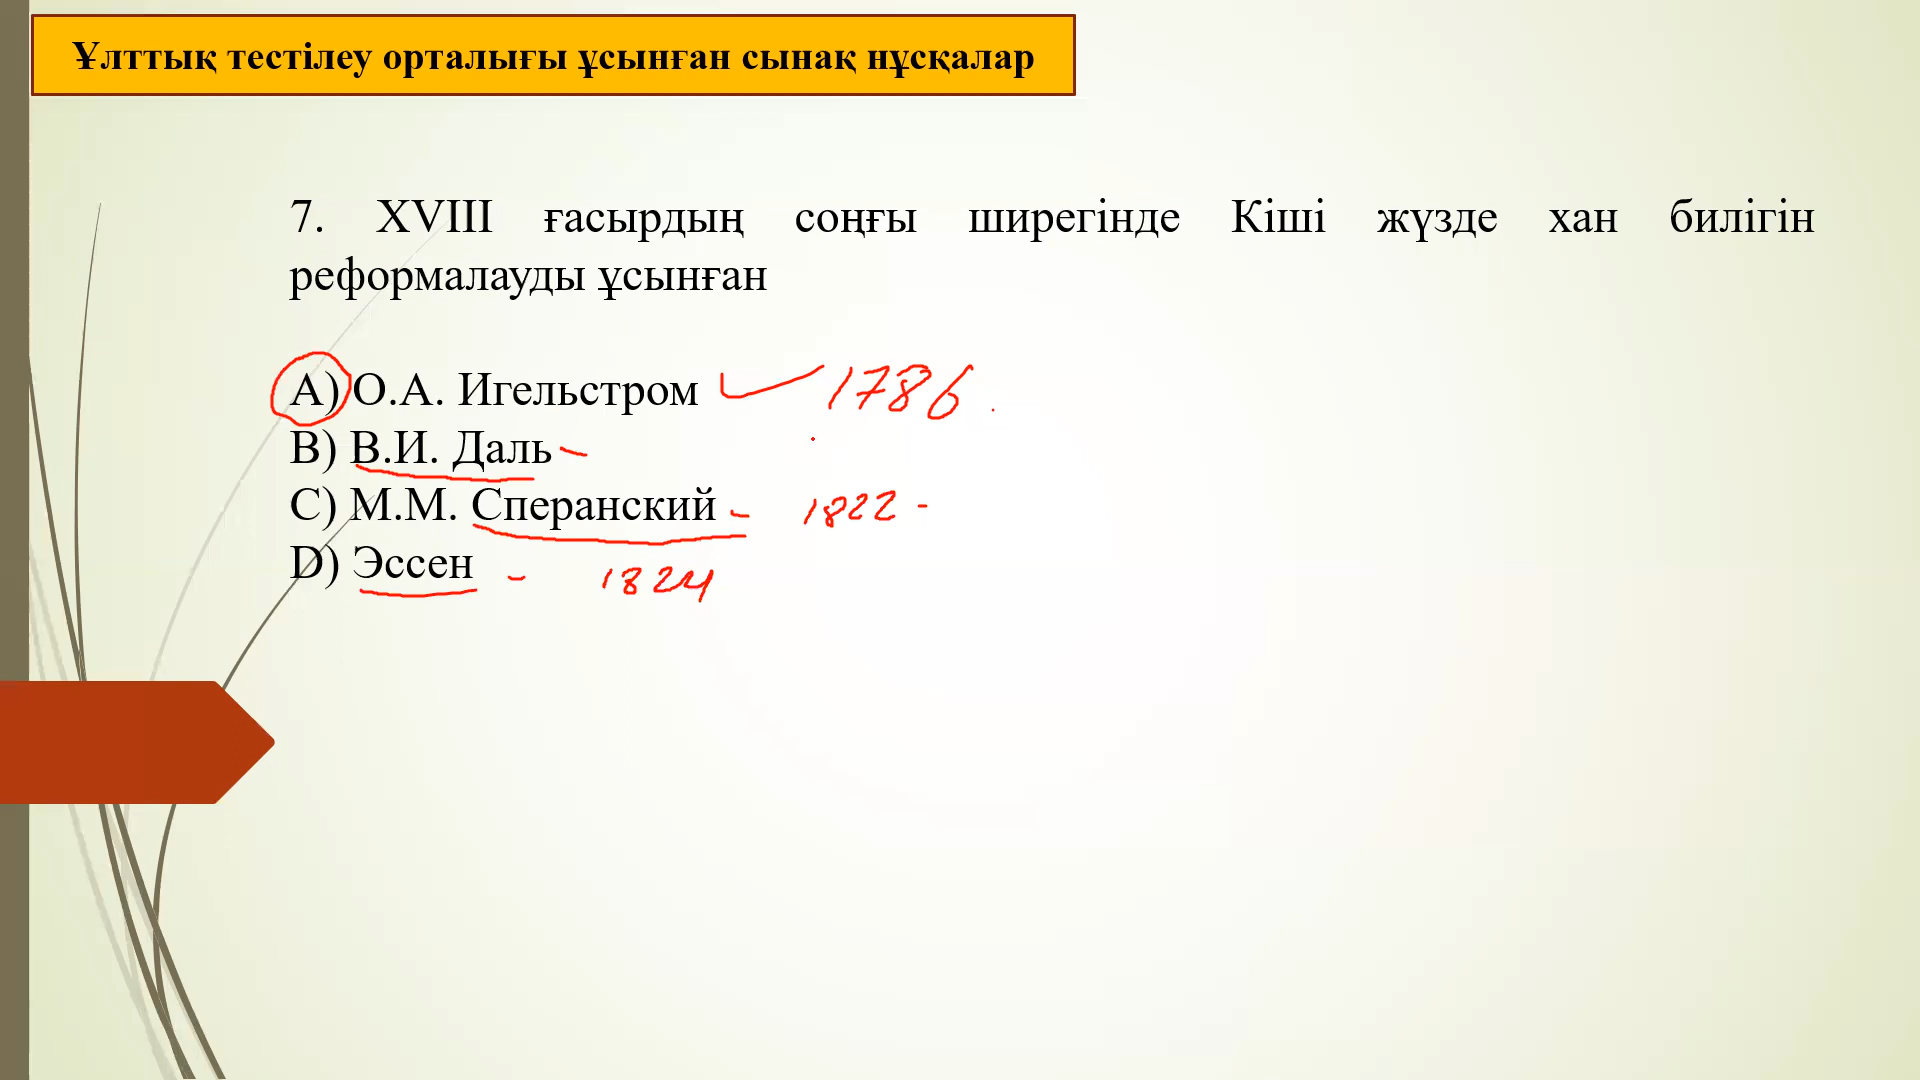 Ұлттық тестілеу орталығы ұсынған сынақ нұсқалар
7. XVIII ғасырдың соңғы ширегінде Кіші жүзде хан билігін
реформалауды ұсынған
A) О.А. Игельстром 1786.
B) В.И. Даль -
C) М.М. Сперанский - 1822 -
D) Эссен - 1824